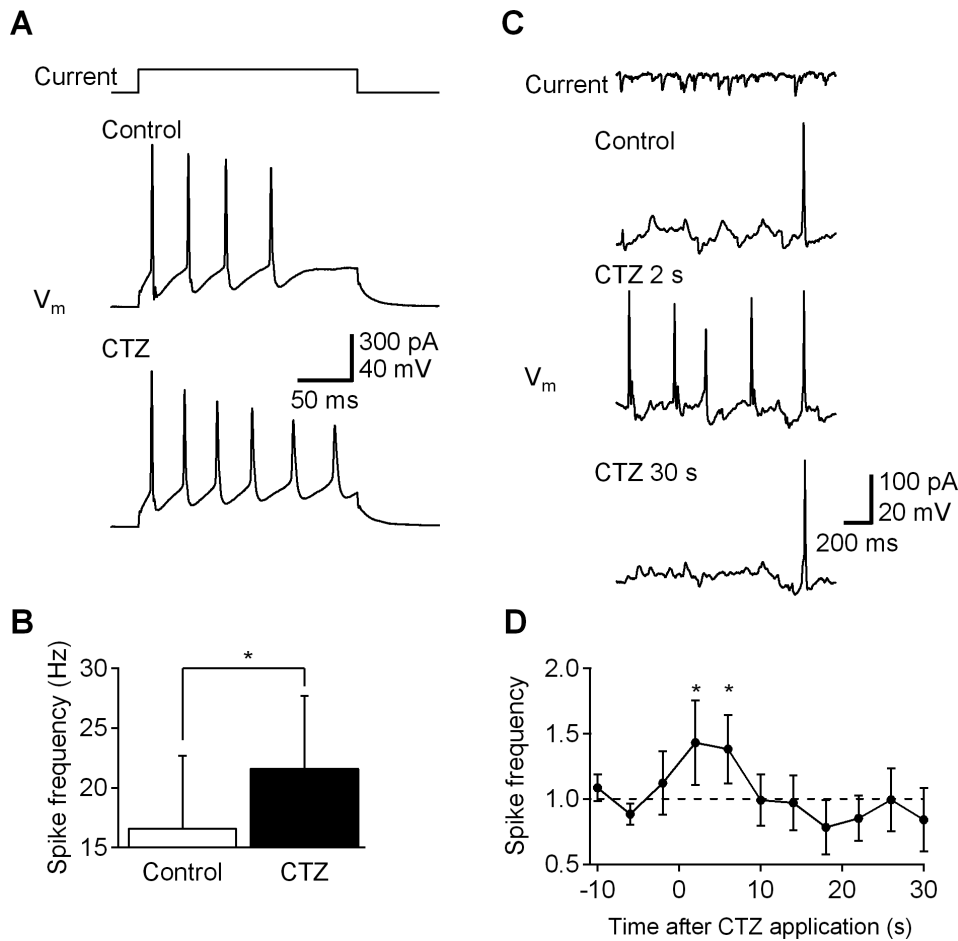 A
Current
Control
Vm
CTZ
300 pA
40 mV
50 ms
B
Spike frequency (Hz)
30
25
20
15
*
Control
CTZ
C
Current
Control
CTZ 2 s
Vm
CTZ 30 s
100 pA
20 mV
200 ms
D
Spike frequency
2.0
1.5
1.0
0.5
* *
-10 0 10 20 30
Time after CTZ application (s)